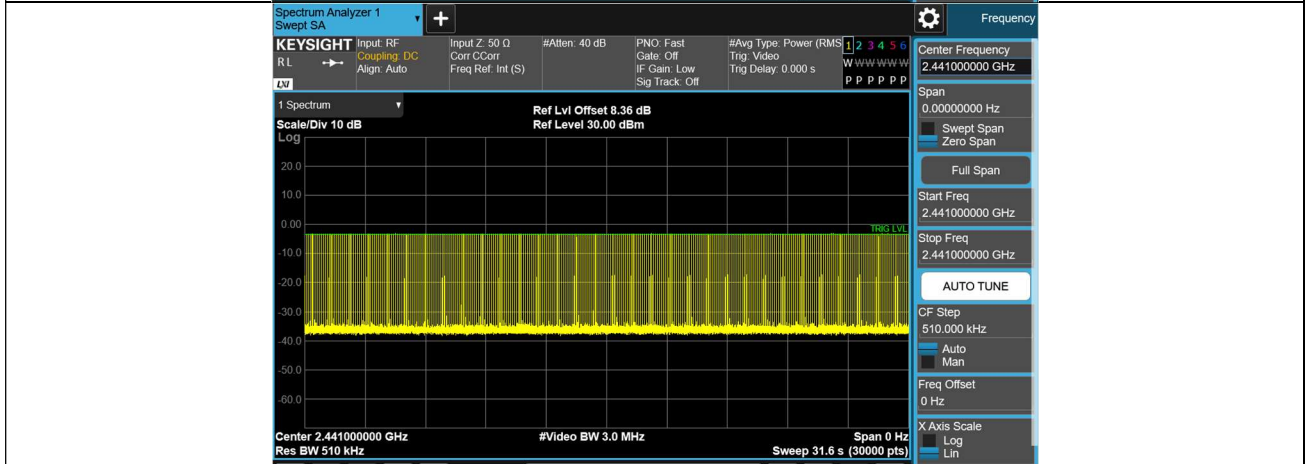 Spectrum Analyzer 1
Swept SA
+
Frequency
KEYSIGHT
RL
LXI
Input: RF
Coupling: DC
Align: Auto
Input Z: 50 Ω
Corr CCorr
Freq Ref: Int (S)
#Atten: 40 dB
PNO: Fast
Gate: Off
IF Gain: Low
Sig Track: Off
#Avg Type: Power (RMS
Trig: Video
Trig Delay: 0.000 s
1 2 3 4 5 6
W W W W W W
P P P P P P
Center Frequency
2.441000000 GHz
Span
0.00000000 Hz
Swept Span
Zero Span
Full Span
Start Freq
2.441000000 GHz
Stop Freq
2.441000000 GHz
AUTO TUNE
CF Step
510.000 kHz
Auto
Man
Freq Offset
0 Hz
X Axis Scale
Log
Lin
1 Spectrum
Scale/Div 10 dB
Log
Ref Lvl Offset 8.36 dB
Ref Level 30.00 dBm
20.0
10.0
0.00
TRIG LVL
-10.0
-20.0
-30.0
-40.0
-50.0
-60.0
Center 2.441000000 GHz
Res BW 510 kHz
#Video BW 3.0 MHz
Span 0 Hz
Sweep 31.6 s (30000 pts)